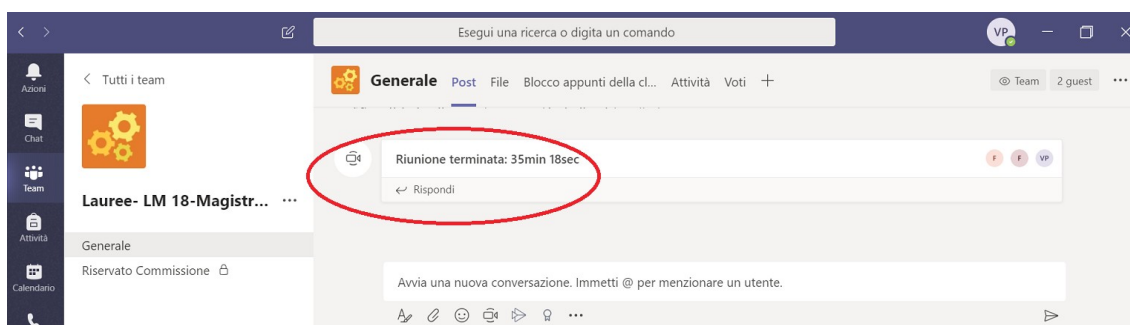 Esegui una ricerca o digita un comando
VP
Azioni
Chat
Team
Attività
Calendario
Tutti i team
Lauree- LM 18-Magistr... ...
Generale
Riservato Commissione
Generale Post File Blocco appunti della cl... Attività Voti +
Team 2 guest ...
Riunione terminata: 35min 18sec
F F VP
Rispondi
Avvia una nuova conversazione. Immetti @ per menzionare un utente.